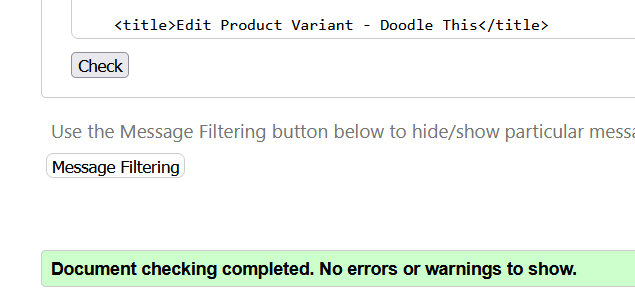 <title>Edit Product Variant - Doodle This</title>
Check
Use the Message Filtering button below to hide/show particular
Message Filtering
Document checking completed. No errors or warnings to show.